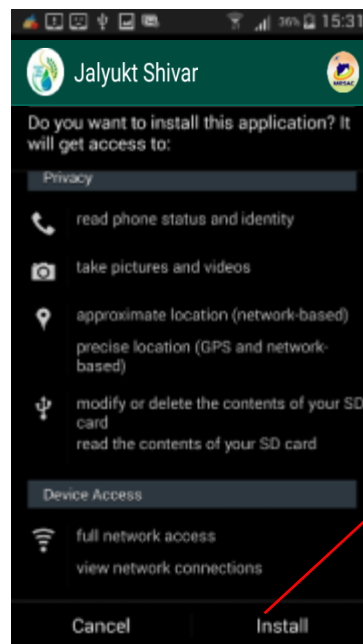 36% 15:31
Jalyukt Shivar
MRSAC
Do you want to install this application? It
will get access to:
Privacy
read phone status and identity
take pictures and videos
approximate location (network-based)
precise location (GPS and network-
based)
modify or delete the contents of your SD
card
read the contents of your SD card
Device Access
full network access
view network connections
Cancel Install